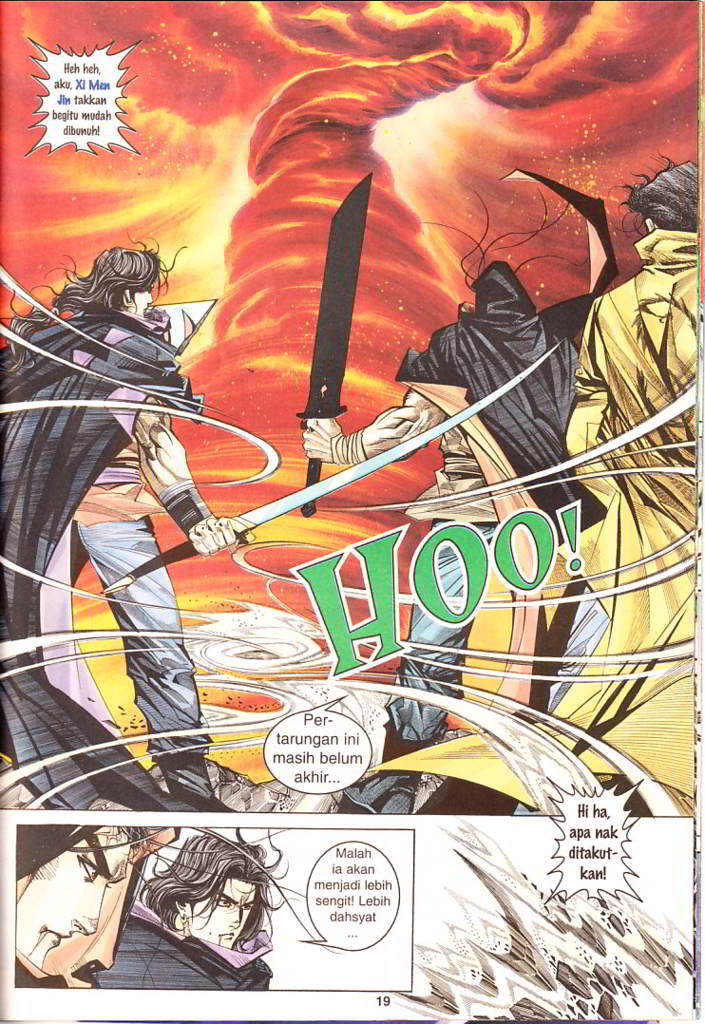 Heh heh,
aku, Xi Men
Jin takkan
begitu mudah
dibunuh!
HOO!
Per-
tarungan ini
masih belum
akhir...
Hi ha,
apa nak
ditakut-
kan!
Malah
ia akan
menjadi lebih
sengit! Lebih
dahsyat
...
19